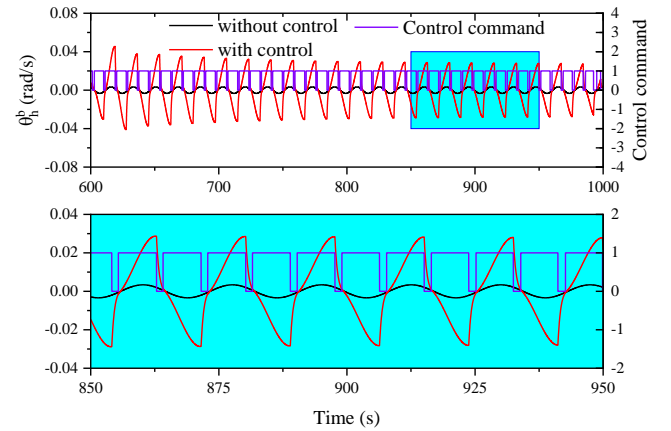 0.08 without control Control command 4
with control 3
0.04 2
1
0.00 0
-1
-0.04 -2
-3
-0.08 -4
600 700 800 900 1000
θ_h^b (rad/s)
Control command
0.04 2
0.02 1
0.00 0
-0.02 -1
-0.04 -2
850 875 900 925 950
Time (s)